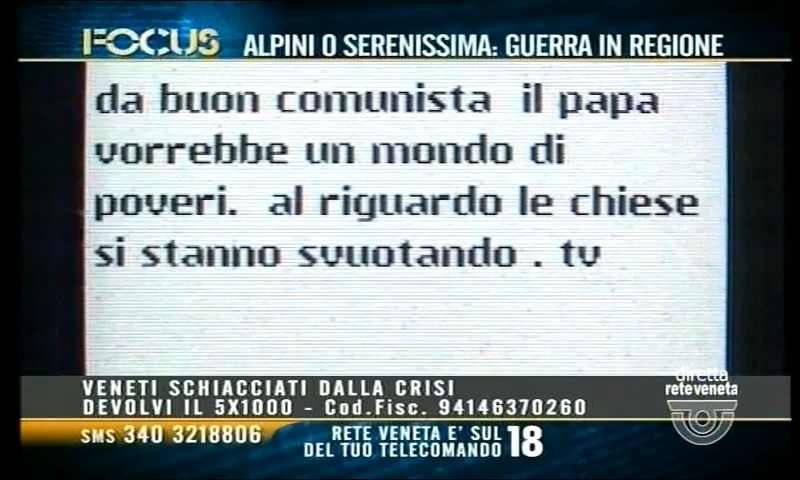 FOCUS ALPINI O SERENISSIMA: GUERRA IN REGIONE
da buon comunista il papa
vorrebbe un mondo di
poveri. al riguardo le chiese
si stanno svuotando . tv
VENETI SCHIACCIATI DALLA CRISI
DEVOLVI IL 5X1000 - Cod.Fisc. 94146370260
diretta
reteveneta
SMS 340 3218806
RETE VENETA E' SUL
DEL TUO TELECOMANDO 18